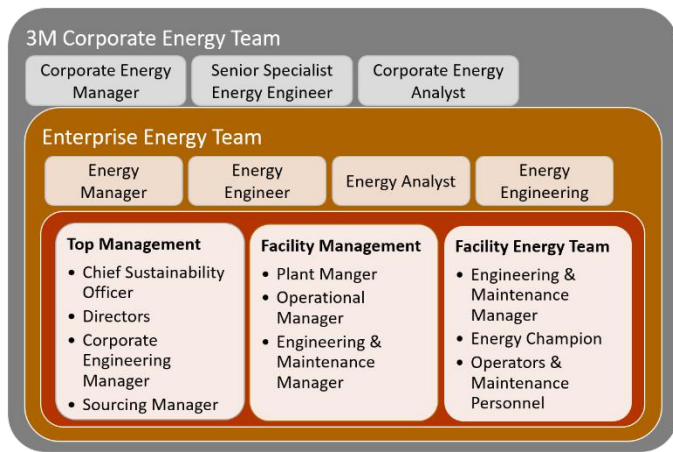 3M Corporate Energy Team
Corporate Energy
Manager
Senior Specialist
Energy Engineer
Corporate Energy
Analyst
Enterprise Energy Team
Energy
Manager
Energy
Engineer
Energy Analyst
Energy
Engineering
Top Management
• Chief Sustainability
Officer
• Directors
• Corporate
Engineering
Manager
• Sourcing Manager
Facility Management
• Plant Manger
• Operational
Manager
• Engineering &
Maintenance
Manager
Facility Energy Team
• Engineering &
Maintenance
Manager
• Energy Champion
• Operators &
Maintenance
Personnel